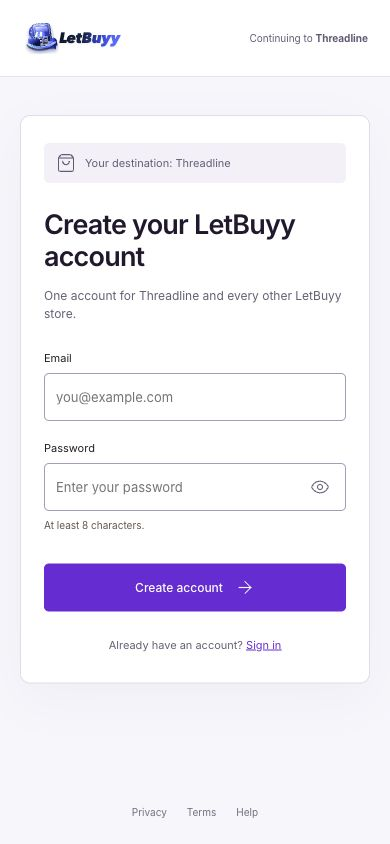 LetBuyy
Continuing to Threadline
Your destination: Threadline
Create your LetBuyy
account
One account for Threadline and every other LetBuyy
store.
Email
you@example.com
Password
Enter your password
At least 8 characters.
Create account
Already have an account? Sign in
Privacy Terms Help